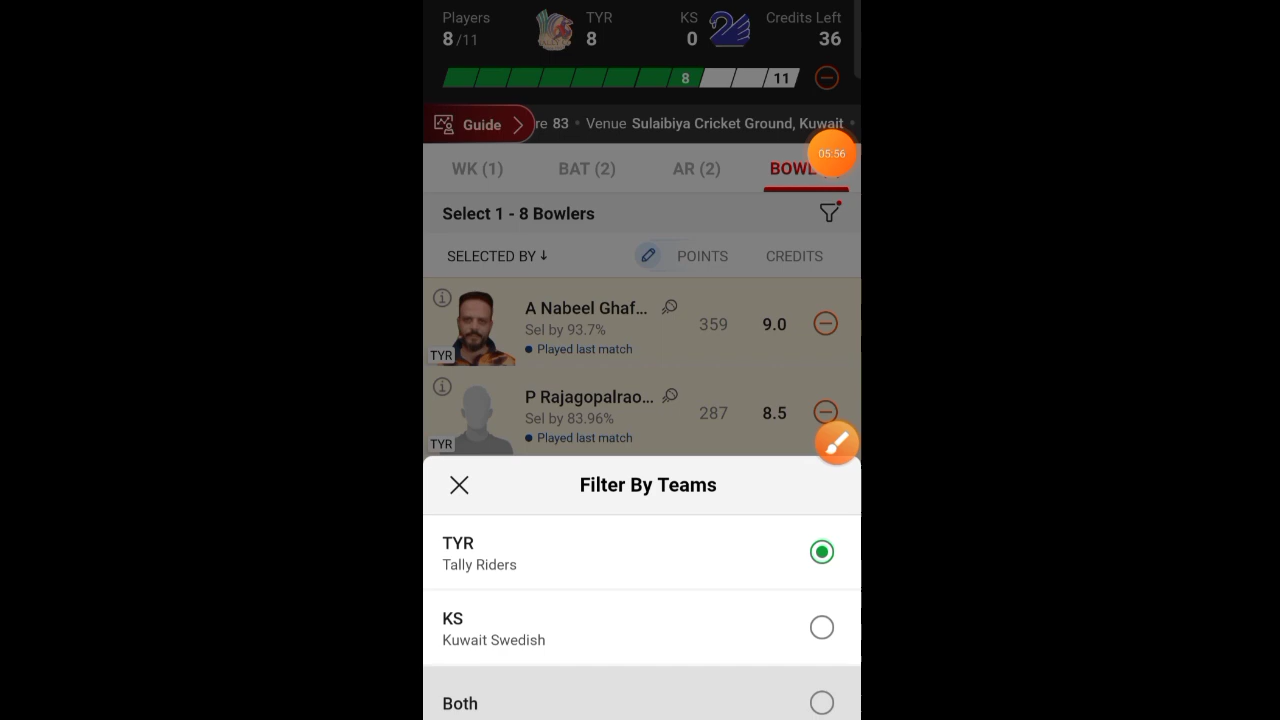 Players TYR KS Credits Left
8 /11 8 0 36
8 11
Guide re 83 • Venue Sulaibiya Cricket Ground, Kuwait •
05:56
WK (1) BAT (2) AR (2) BOWL
Select 1 - 8 Bowlers
SELECTED BY ↓ POINTS CREDITS
A Nabeel Ghaf...
Sel by 93.7% 359 9.0
TYR Played last match
P Rajagopalrao...
Sel by 83.96% 287 8.5
TYR Played last match
Filter By Teams
TYR
Tally Riders
KS
Kuwait Swedish
Both